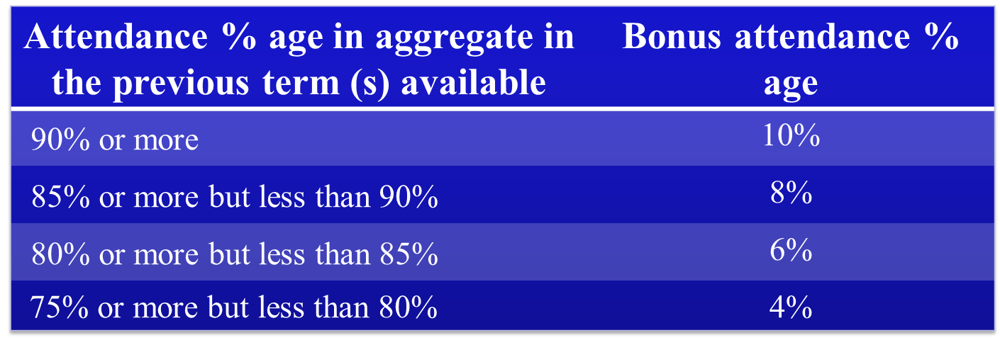 Attendance % age in aggregate in
the previous term (s) available
Bonus attendance %
age
90% or more
10%
85% or more but less than 90%
8%
80% or more but less than 85%
6%
75% or more but less than 80%
4%